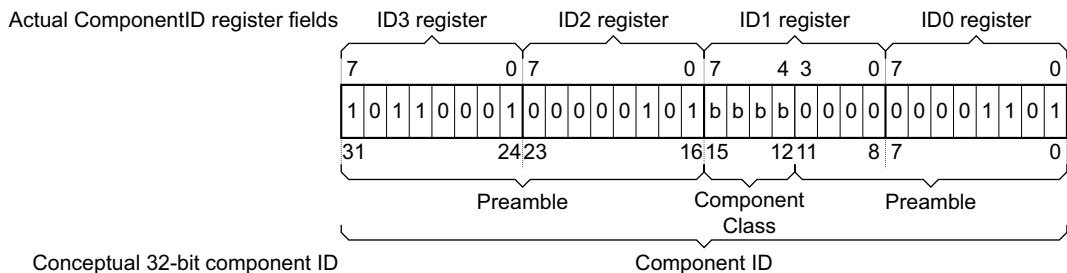 Actual ComponentID register fields ID3 register ID2 register ID1 register ID0 register
7 0 7 0 7 4 3 0 7 0
1 0 1 1 0 0 0 1 0 0 0 0 0 1 0 1 b b b b 0 0 0 0 0 0 0 0 1 1 0 1
31 24 23 16 15 12 11 8 7 0
Preamble Component Preamble
Class
Conceptual 32-bit component ID Component ID